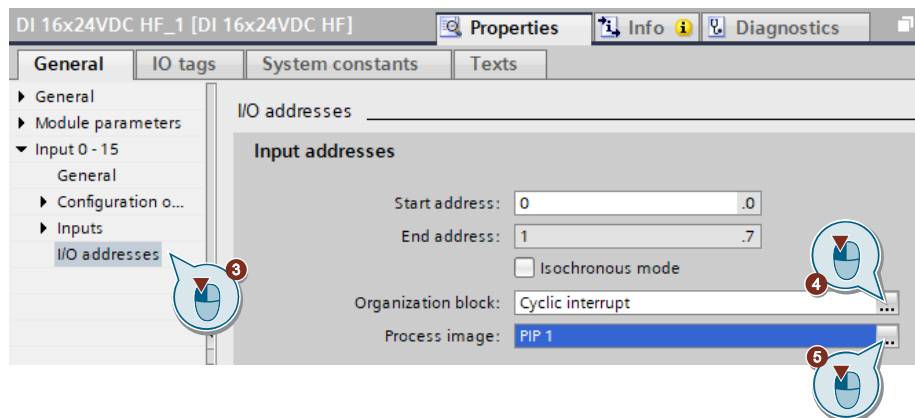 DI 16x24VDC HF_1 [DI 16x24VDC HF]
Properties
Info
Diagnostics
General
IO tags
System constants
Texts
General
Module parameters
Input 0 - 15
General
Configuration o...
Inputs
I/O addresses
3
I/O addresses
Input addresses
Start address: 0 .0
End address: 1 .7
Isochronous mode
4
Organization block: Cyclic interrupt ...
Process image: PIP 1 ...
5